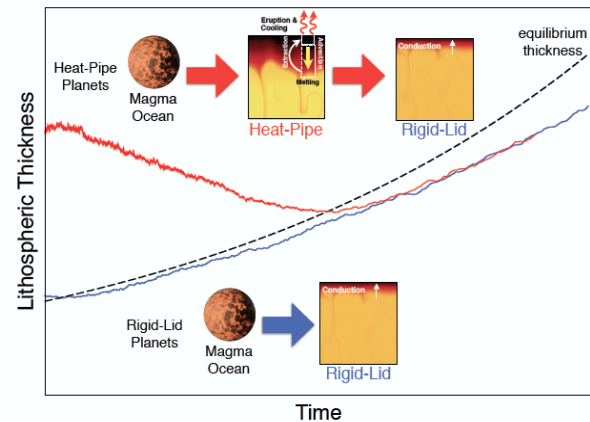 Eruption &
Cooling
Heat-Pipe
Planets
Magma
Ocean
Extraction
Advection
Melting
Heat-Pipe
Conduction
Rigid-Lid
equilibrium
thickness
Lithospheric Thickness
Rigid-Lid
Planets
Magma
Ocean
Conduction
Rigid-Lid
Time